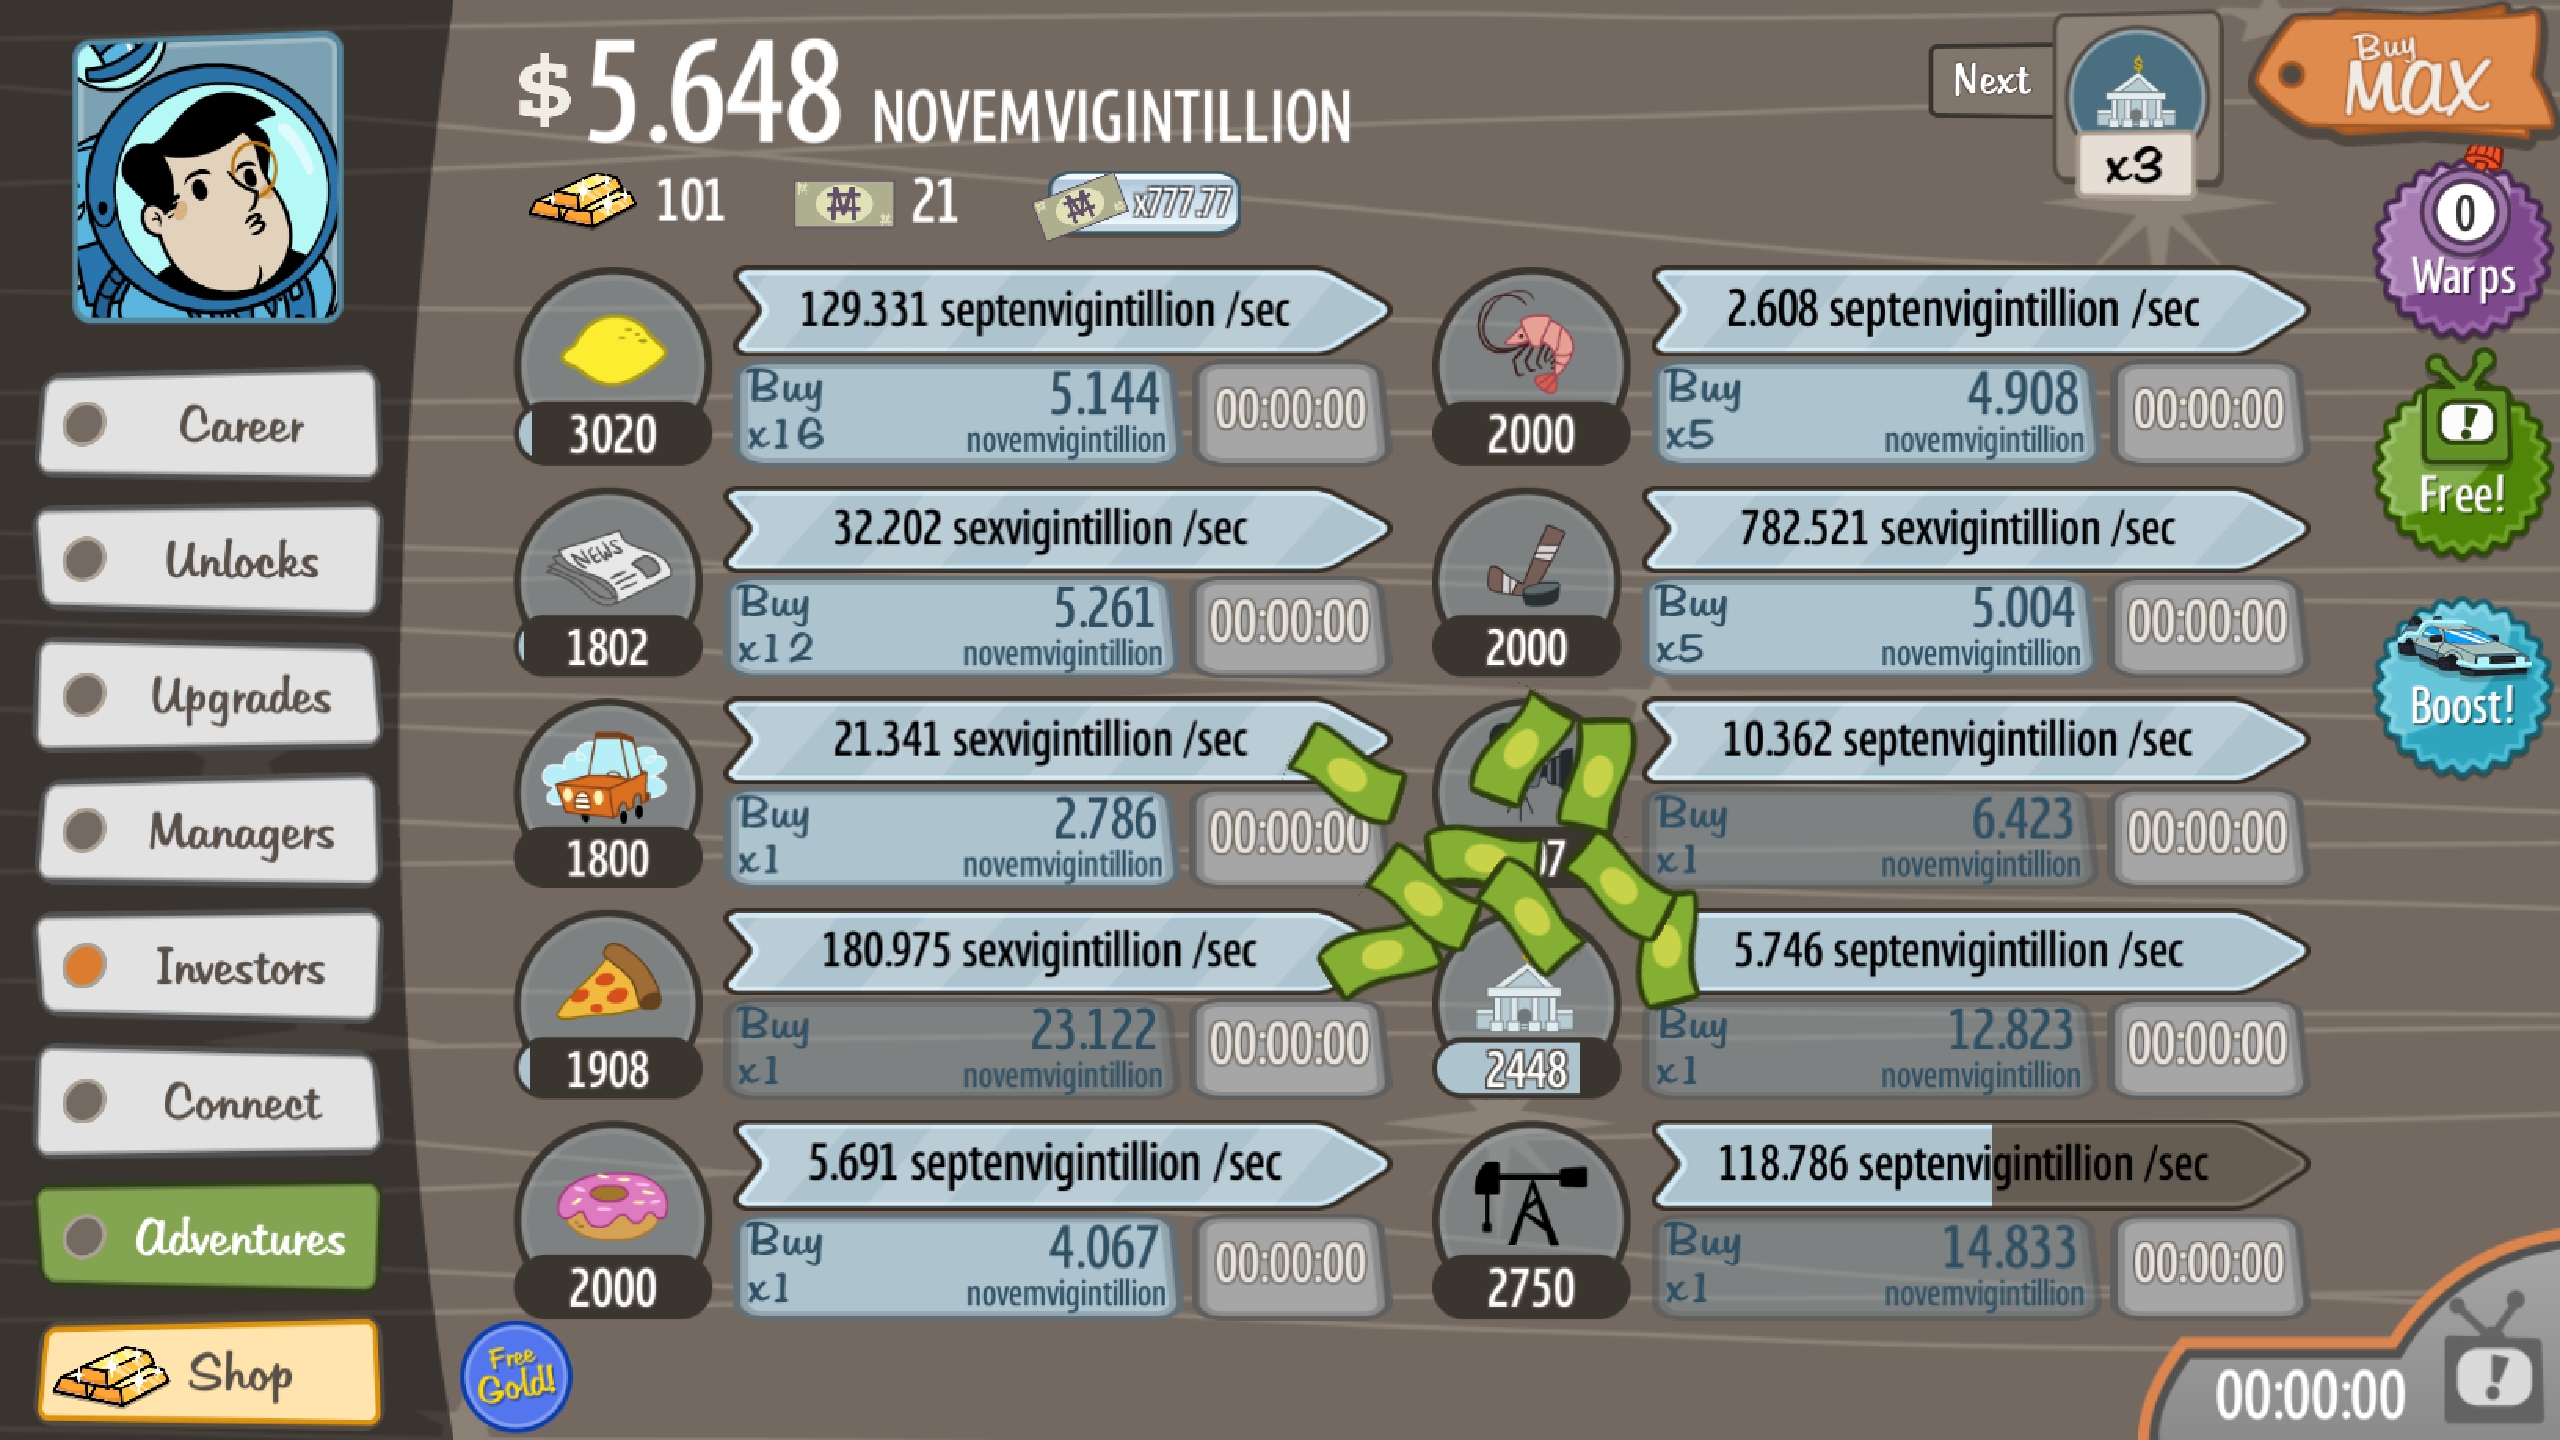 $5.648 NOVEMVIGINTILLION
Next
x3
Buy
MAX
101
21
x777.77
0
Warps
Free!
Boost!
Career
Unlocks
Upgrades
Managers
Investors
Connect
Adventures
Shop
129.331 septenvigintillion /sec
Buy 5.144
x16 novemvigintillion
00:00:00
3020
NEWS
32.202 sexvigintillion /sec
Buy 5.261
x12 novemvigintillion
00:00:00
1802
21.341 sexvigintillion /sec
Buy 2.786
x1 novemvigintillion
00:00:00
1800
180.975 sexvigintillion /sec
Buy 23.122
x1 novemvigintillion
00:00:00
1908
5.691 septenvigintillion /sec
Buy 4.067
x1 novemvigintillion
00:00:00
2000
2.608 septenvigintillion /sec
Buy 4.908
x5 novemvigintillion
00:00:00
2000
782.521 sexvigintillion /sec
Buy 5.004
x5 novemvigintillion
00:00:00
2000
10.362 septenvigintillion /sec
Buy 6.423
x1 novemvigintillion
00:00:00
5.746 septenvigintillion /sec
Buy 12.823
x1 novemvigintillion
00:00:00
2448
118.786 septenvigintillion /sec
Buy 14.833
x1 novemvigintillion
00:00:00
2750
Free
Gold!
00:00:00